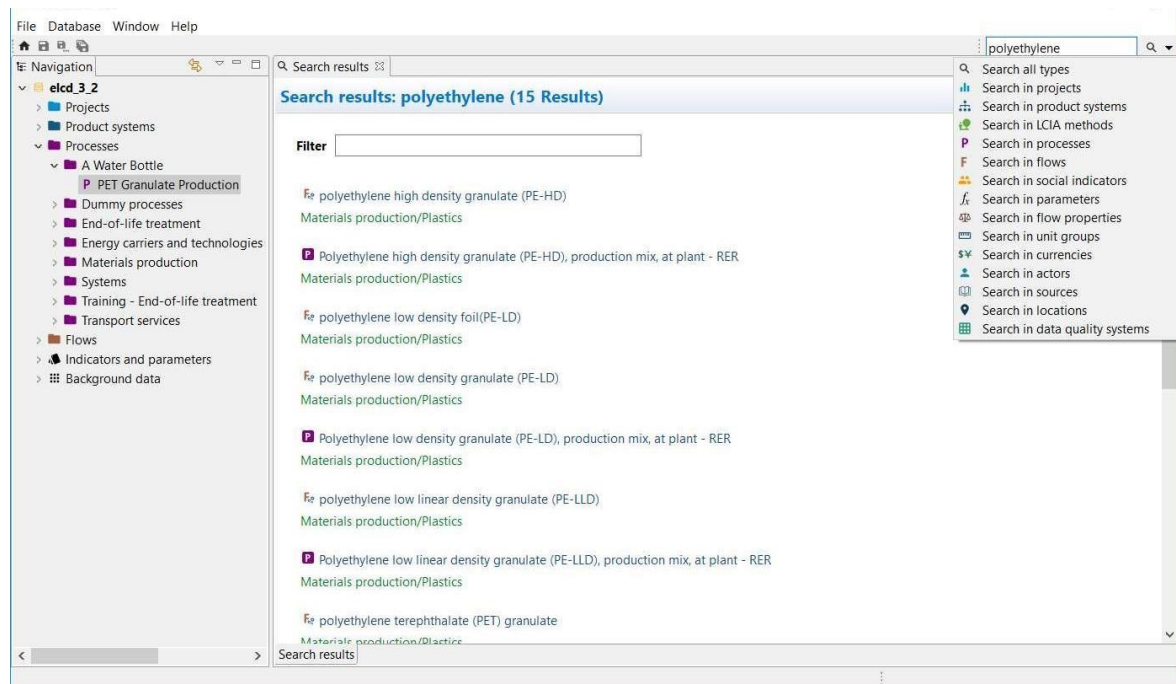 File Database Window Help
polyethylene
Navigation
elcd_3_2
Projects
Product systems
Processes
A Water Bottle
P PET Granulate Production
Dummy processes
End-of-life treatment
Energy carriers and technologies
Materials production
Systems
Training - End-of-life treatment
Transport services
Flows
Indicators and parameters
Background data
Search results
Search results: polyethylene (15 Results)
Filter
polyethylene high density granulate (PE-HD)
Materials production/Plastics
P Polyethylene high density granulate (PE-HD), production mix, at plant - RER
Materials production/Plastics
polyethylene low density foil(PE-LD)
Materials production/Plastics
polyethylene low density granulate (PE-LD)
Materials production/Plastics
P Polyethylene low density granulate (PE-LD), production mix, at plant - RER
Materials production/Plastics
polyethylene low linear density granulate (PE-LLD)
Materials production/Plastics
P Polyethylene low linear density granulate (PE-LLD), production mix, at plant - RER
Materials production/Plastics
polyethylene terephthalate (PET) granulate
Materials production/Plastics
Search results
Search all types
Search in projects
Search in product systems
Search in LCIA methods
P Search in processes
F Search in flows
Search in social indicators
fx Search in parameters
Search in flow properties
Search in unit groups
$¥ Search in currencies
Search in actors
Search in sources
Search in locations
Search in data quality systems